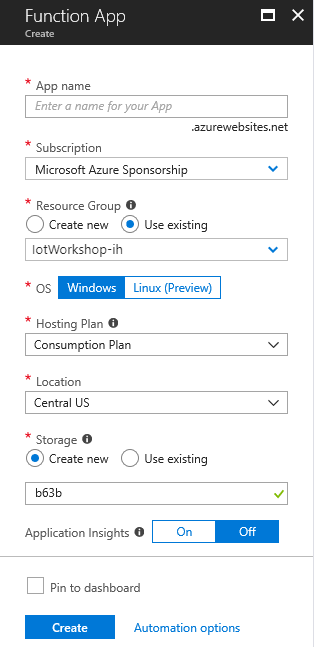 Function App
Create
* App name
Enter a name for your App
.azurewebsites.net
* Subscription
Microsoft Azure Sponsorship
* Resource Group
Create new Use existing
IotWorkshop-ih
* OS Windows Linux (Preview)
* Hosting Plan
Consumption Plan
* Location
Central US
* Storage
Create new Use existing
b63b
Application Insights On Off
Pin to dashboard
Create Automation options